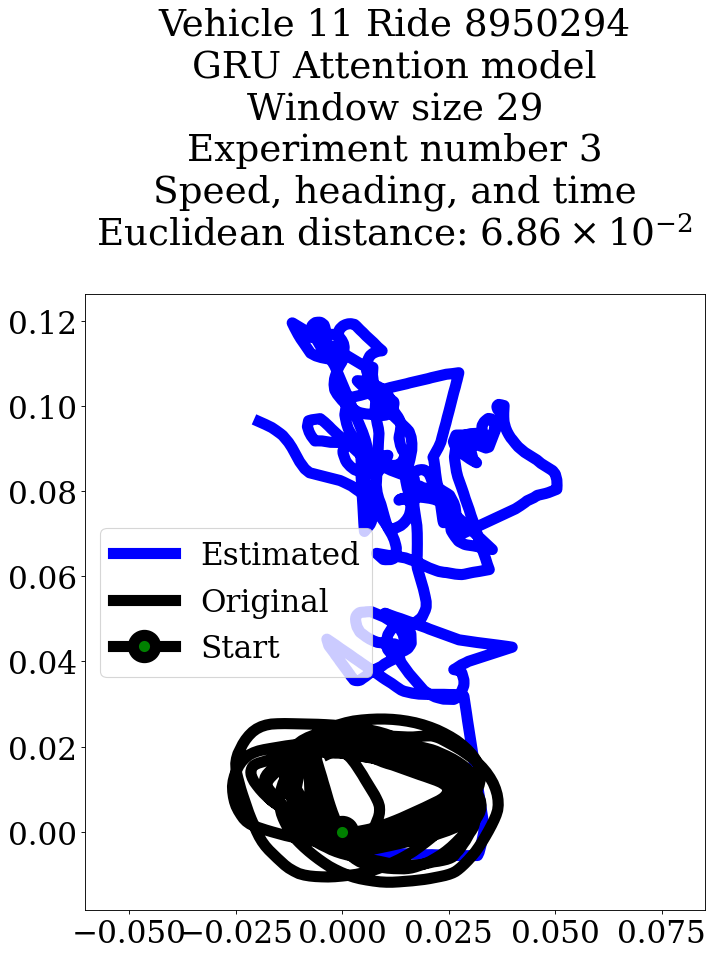 Vehicle 11 Ride 8950294
GRU Attention model
Window size 29
Experiment number 3
Speed, heading, and time
Euclidean distance: 6.86 × 10⁻²
0.12
0.10
0.08
0.06
0.04
0.02
0.00
Estimated
Original
Start
−0.050 −0.025 0.000 0.025 0.050 0.075